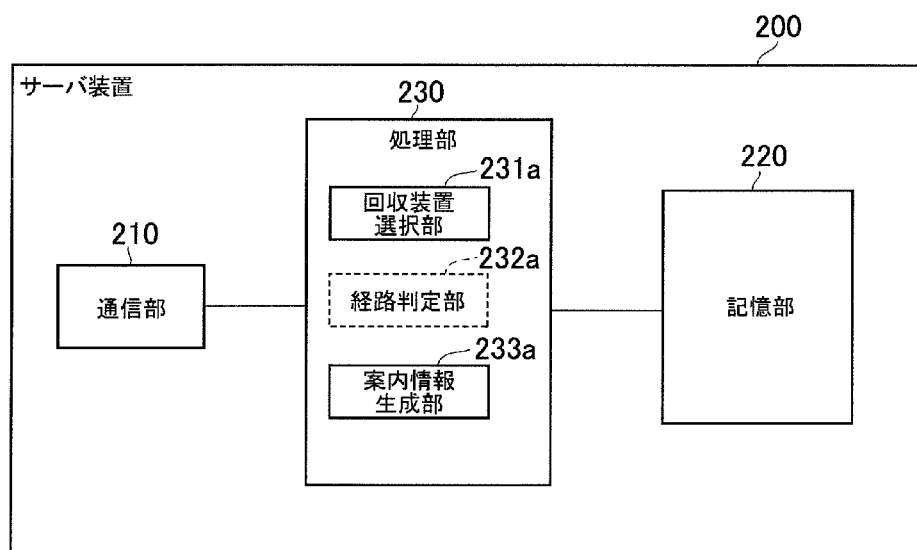 200
サーバ装置
230
処理部
231a
回収装置
選択部
220
210
232a
通信部
経路判定部
記憶部
233a
案内情報
生成部